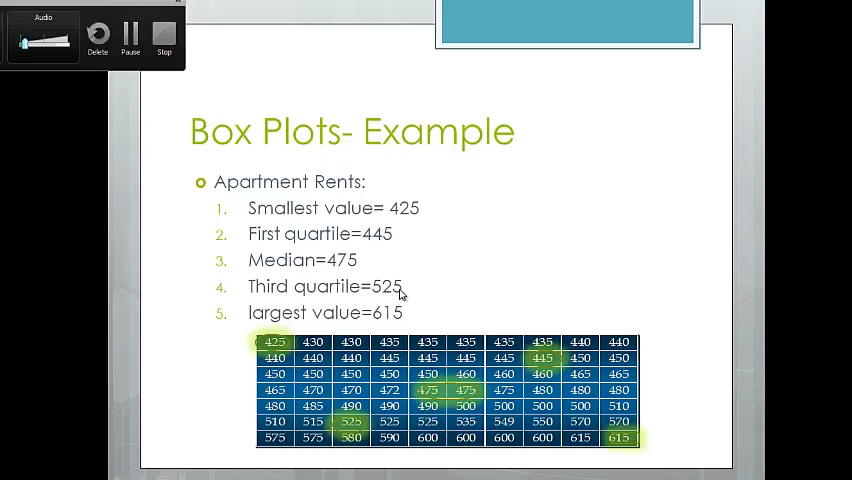 Audio
Delete
Pause
Stop
Box Plots- Example
Apartment Rents:
1. Smallest value= 425
2. First quartile=445
3. Median=475
4. Third quartile=525
5. largest value=615
425 430 430 435 435 435 435 435 440 440
440 440 440 445 445 445 445 445 450 450
450 450 450 450 450 460 460 460 465 465
465 470 470 472 475 475 475 480 480 480
480 485 490 490 490 500 500 500 500 510
510 515 525 525 525 535 549 550 570 570
575 575 580 590 600 600 600 600 615 615